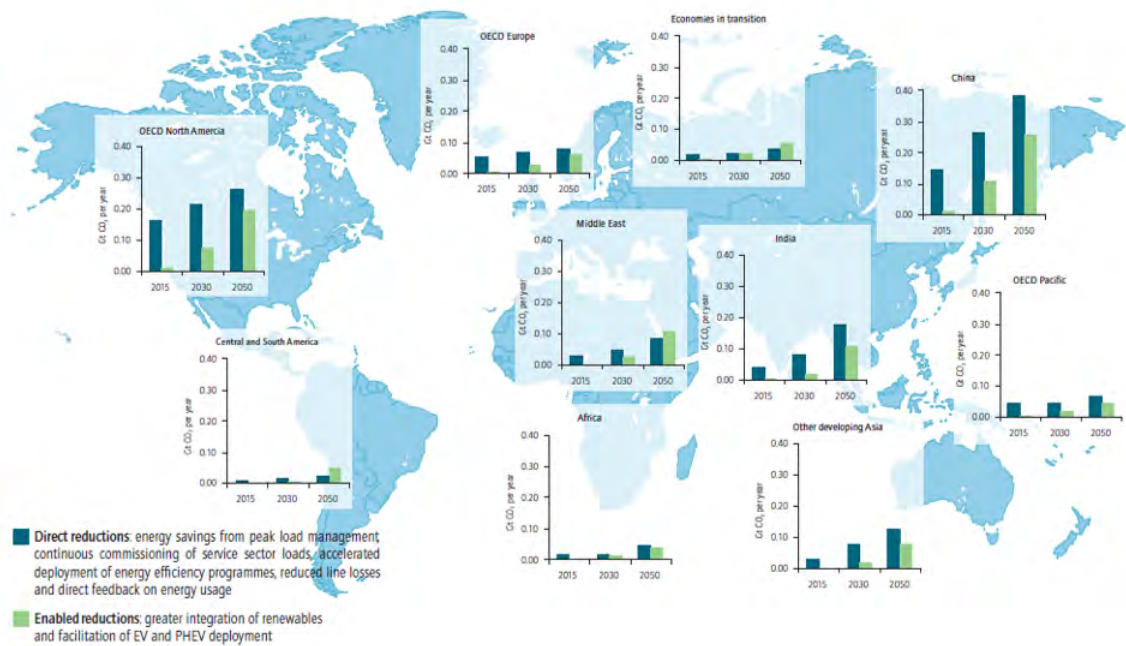 Economies in transition
0.40
0.30
0.20
0.10
0.00
Gt CO₂ per year
2015 2030 2050
OECD Europe
0.40
0.30
0.20
0.10
0.00
Gt CO₂ per year
2015 2030 2050
China
0.40
0.30
0.20
0.10
0.00
Gt CO₂ per year
2015 2030 2050
OECD North Amercia
0.40
0.30
0.20
0.10
0.00
Gt CO₂ per year
2015 2030 2050
Middle East
0.40
0.30
0.20
0.10
0.00
Gt CO₂ per year
2015 2030 2050
India
0.40
0.30
0.20
0.10
0.00
Gt CO₂ per year
2015 2030 2050
OECD Pacific
0.40
0.30
0.20
0.10
0.00
Gt CO₂ per year
2015 2030 2050
Central and South America
0.40
0.30
0.20
0.10
0.00
Gt CO₂ per year
2015 2030 2050
Africa
0.40
0.30
0.20
0.10
0.00
Gt CO₂ per year
2015 2030 2050
Other developing Asia
0.40
0.30
0.20
0.10
0.00
Gt CO₂ per year
2015 2030 2050
Direct reductions: energy savings from peak load management,
continuous commissioning of service sector loads, accelerated
deployment of energy efficiency programmes, reduced line losses
and direct feedback on energy usage
Enabled reductions: greater integration of renewables
and facilitation of EV and PHEV deployment